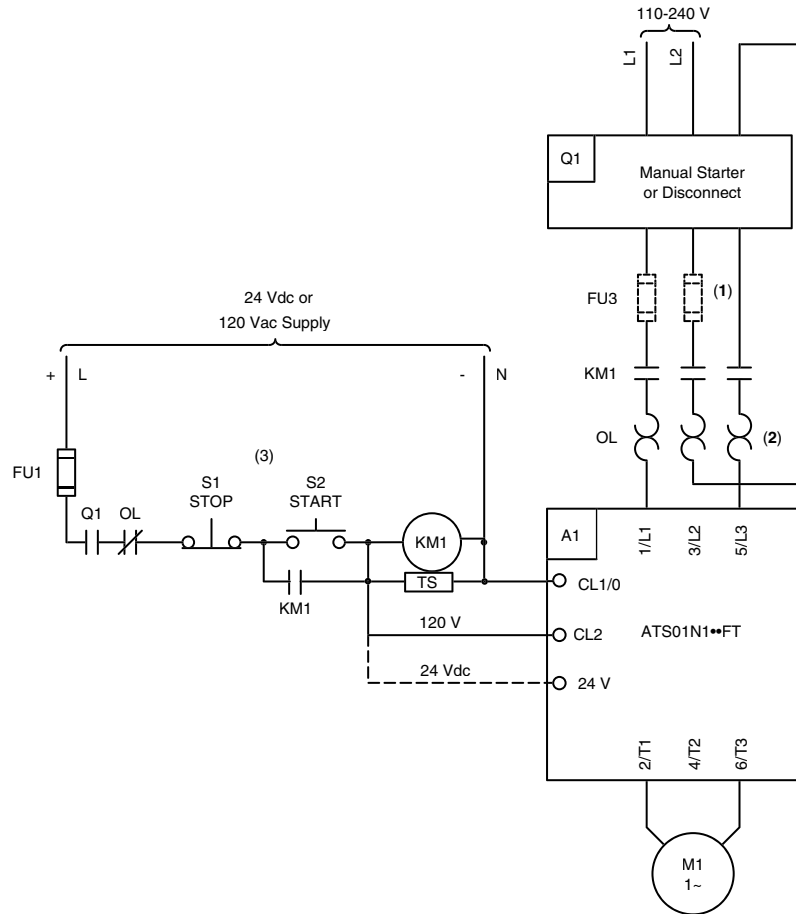 110-240 V
L1
L2
Q1
Manual Starter
or Disconnect
24 Vdc or
120 Vac Supply
FU3
(1)
+
L
-
N
KM1
OL
(2)
FU1
(3)
S1
STOP
S2
START
Q1
OL
KM1
A1
1/L1
3/L2
5/L3
TS
CL1/0
KM1
120 V
CL2
ATS01N1••FT
24 Vdc
24 V
2/T1
4/T2
6/T3
M1
1~